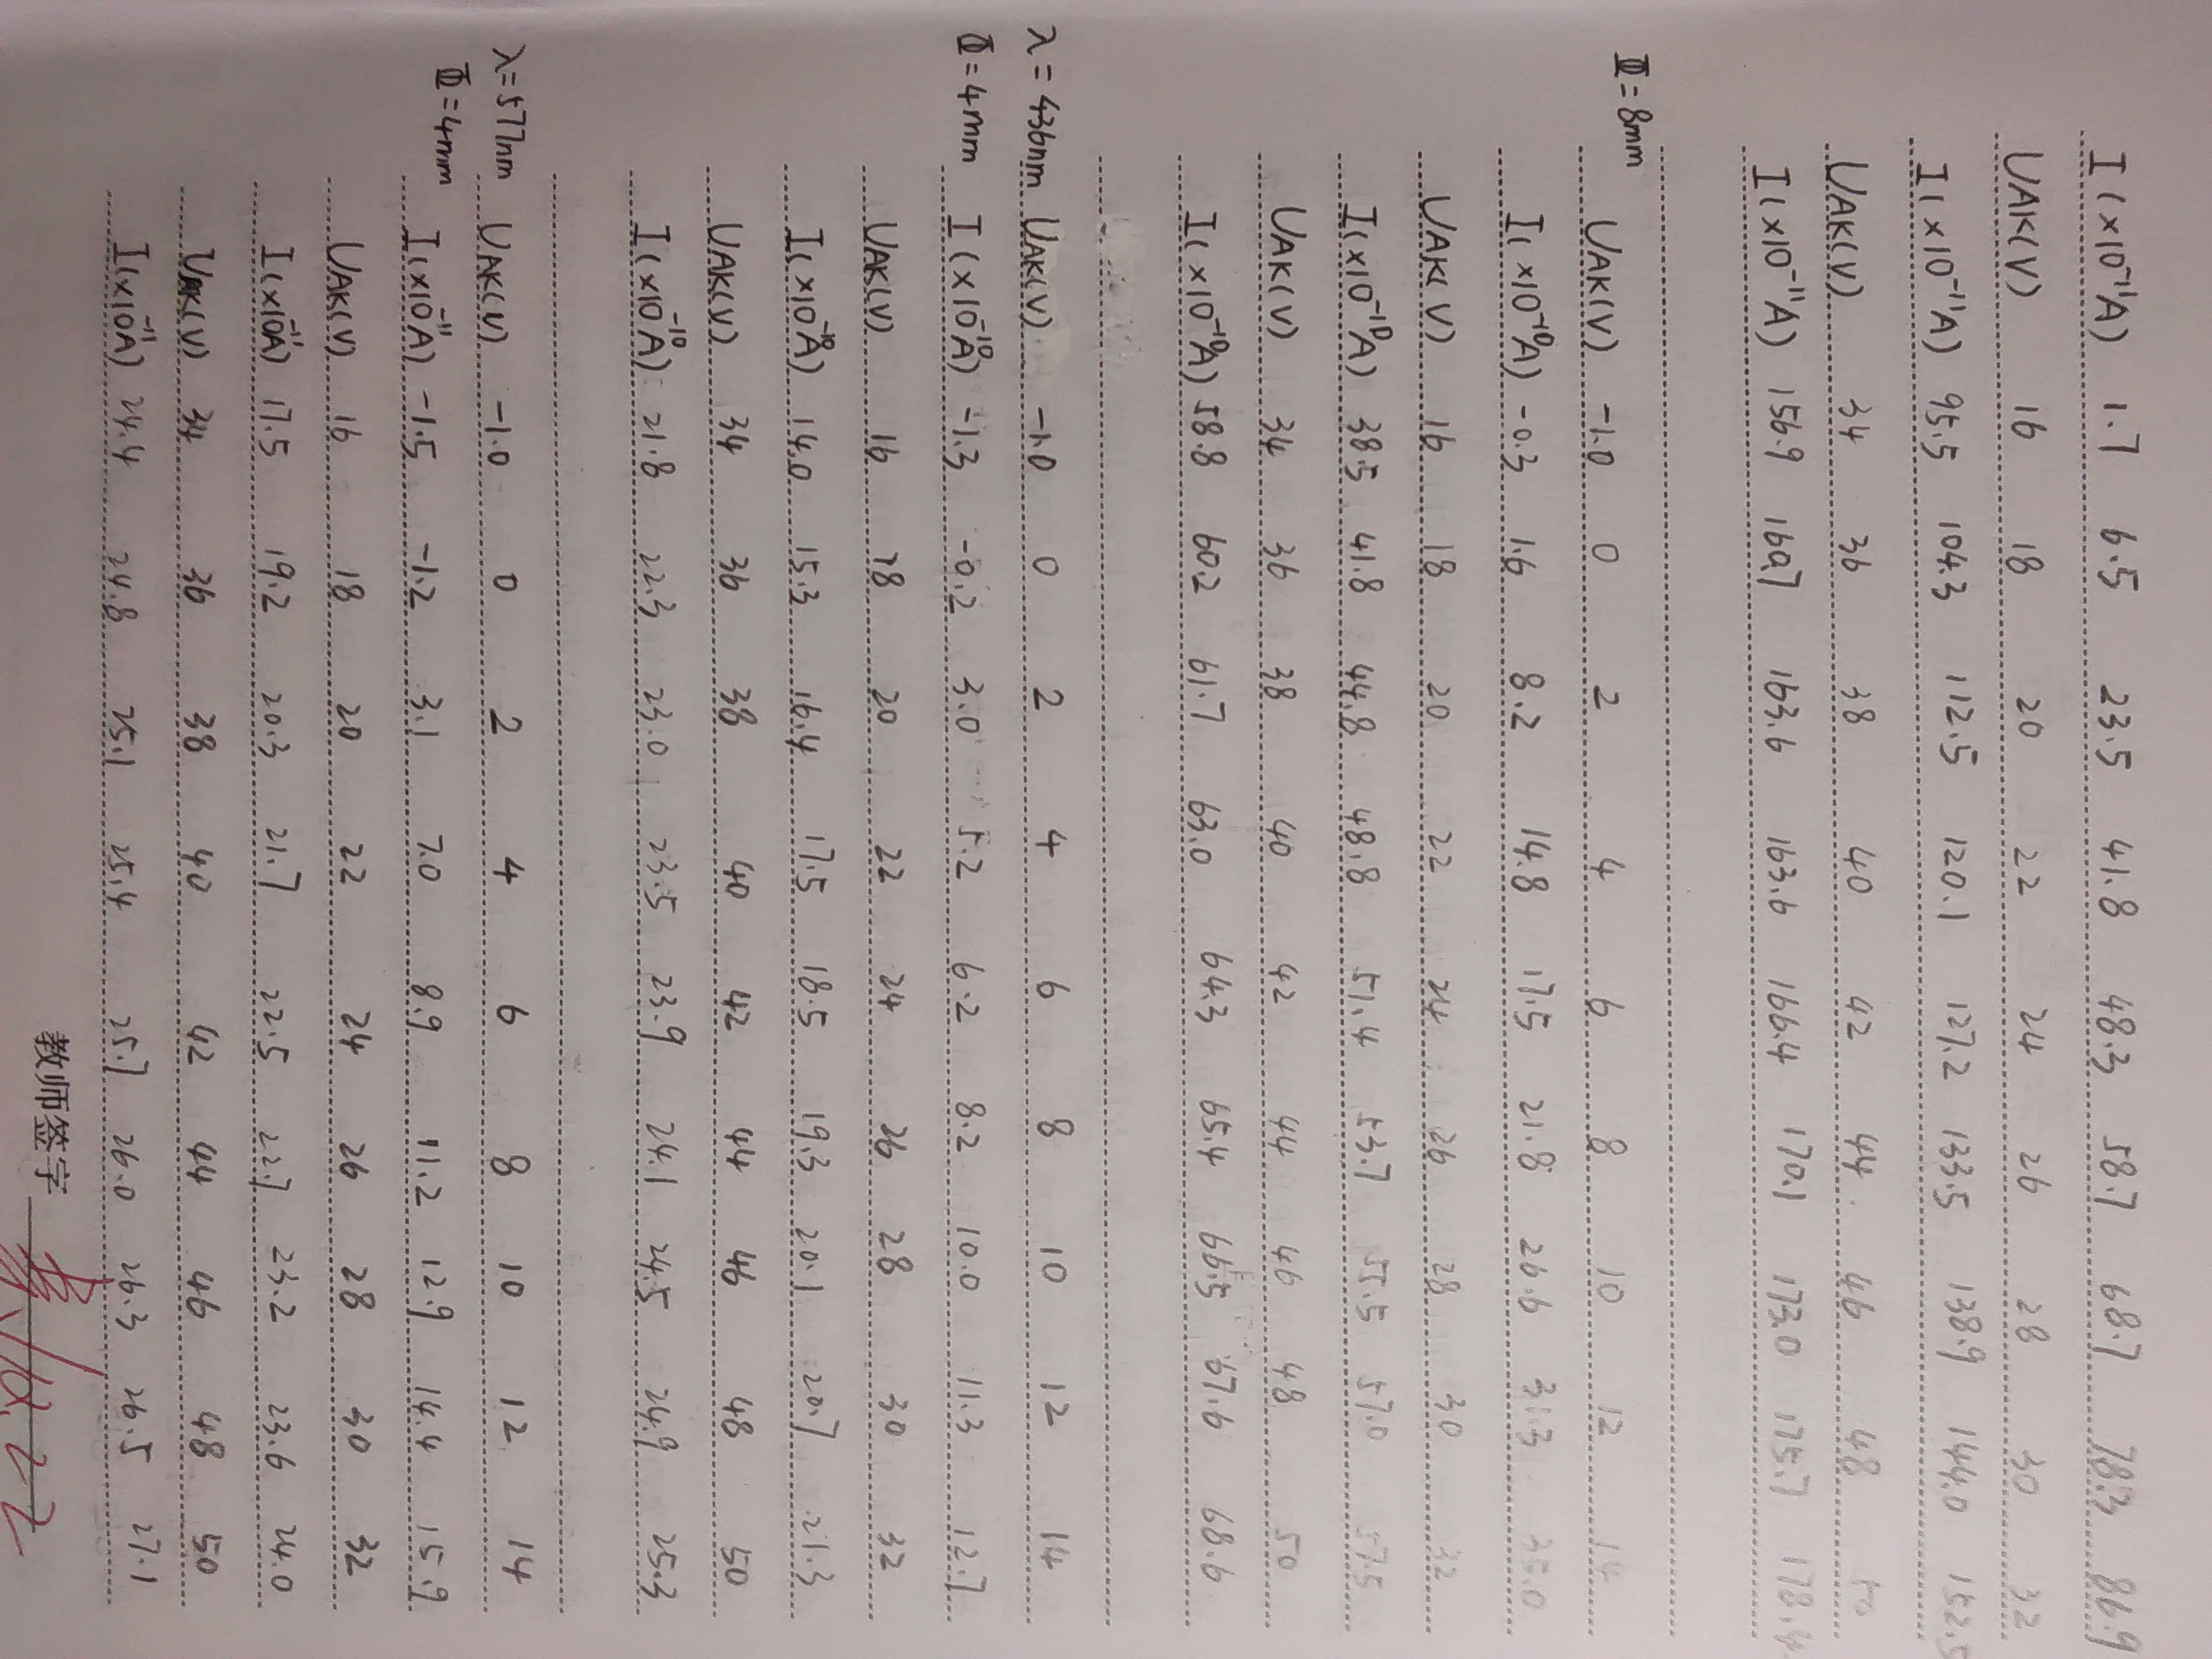 I(×10⁻¹¹A) 1.7 6.5 23.5 41.8 48.3 58.7 68.7 78.3 86.9
UAK(V) 16 18 20 22 24 26 28 30 32
I(×10⁻¹¹A) 95.5 104.3 112.5 120.1 127.2 133.5 138.9 144.0 152.5
UAK(V) 34 36 38 40 42 44 46 48 50
I(×10⁻¹¹A) 156.9 160.7 163.6 163.6 166.4 170.1 173.0 175.7 178.4
Φ=8mm UAK(V) -1.0 0 2 4 6 8 10 12 14
I(×10⁻¹⁰A) -0.3 1.6 8.2 14.8 17.5 21.8 26.6 31.3 35.0
UAK(V) 16 18 20 22 24 26 28 30 32
I(×10⁻¹⁰A) 38.5 41.8 44.8 48.8 51.4 53.7 55.5 57.0 57.5
UAK(V) 34 36 38 40 42 44 46 48 50
I(×10⁻¹⁰A) 58.8 60.2 61.7 63.0 64.3 65.4 66.5 67.6 68.6
λ=436nm UAK(V) -1.0 0 2 4 6 8 10 12 14
Φ=4mm I(×10⁻¹⁰A) -1.3 -0.2 3.0 5.2 6.2 8.2 10.0 11.3 12.7
UAK(V) 16 18 20 22 24 26 28 30 32
I(×10⁻¹⁰A) 14.0 15.3 16.4 17.5 18.5 19.3 20.1 20.7 21.3
UAK(V) 34 36 38 40 42 44 46 48 50
I(×10⁻¹⁰A) 21.8 22.3 23.0 23.5 23.9 24.1 24.5 24.9 25.3
λ=577nm UAK(V) -1.0 0 2 4 6 8 10 12 14
Φ=4mm I(×10⁻¹¹A) -1.5 -1.2 3.1 7.0 8.9 11.2 12.9 14.4 15.9
UAK(V) 16 18 20 22 24 26 28 30 32
I(×10⁻¹¹A) 17.5 19.2 20.3 21.7 22.5 22.7 23.2 23.6 24.0
UAK(V) 34 36 38 40 42 44 46 48 50
I(×10⁻¹¹A) 24.4 24.8 25.1 25.4 25.7 26.0 26.3 26.5 27.1
教师签字